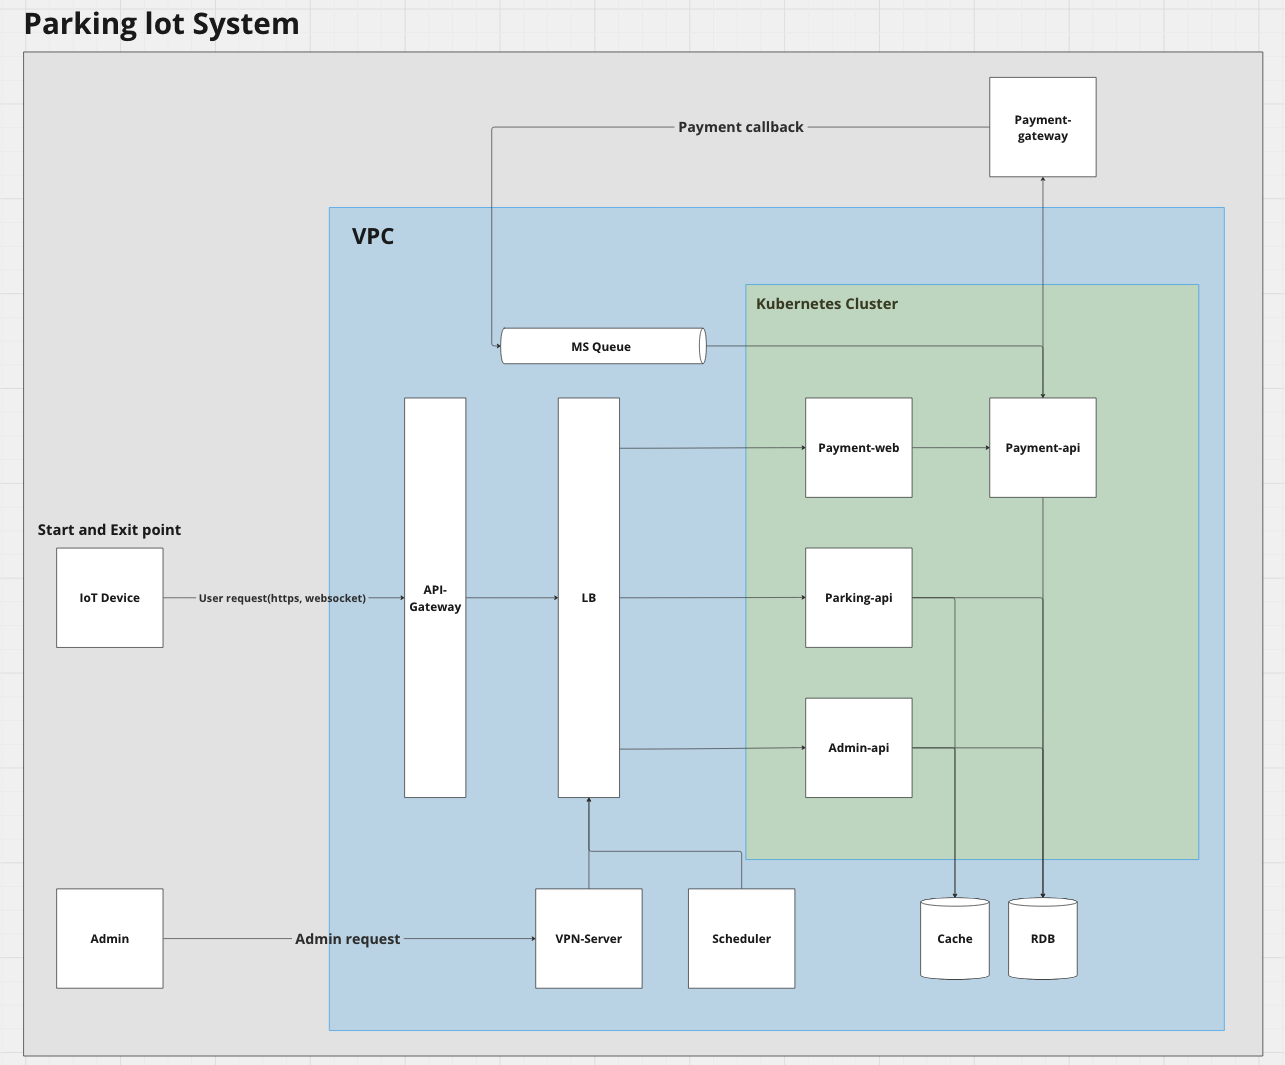 Parking lot System
Payment-
gateway
Payment callback
VPC
Kubernetes Cluster
MS Queue
Payment-web
Payment-api
Start and Exit point
IoT Device
User request(https, websocket)
API-
Gateway
LB
Parking-api
Admin-api
Admin
Admin request
VPN-Server
Scheduler
Cache
RDB